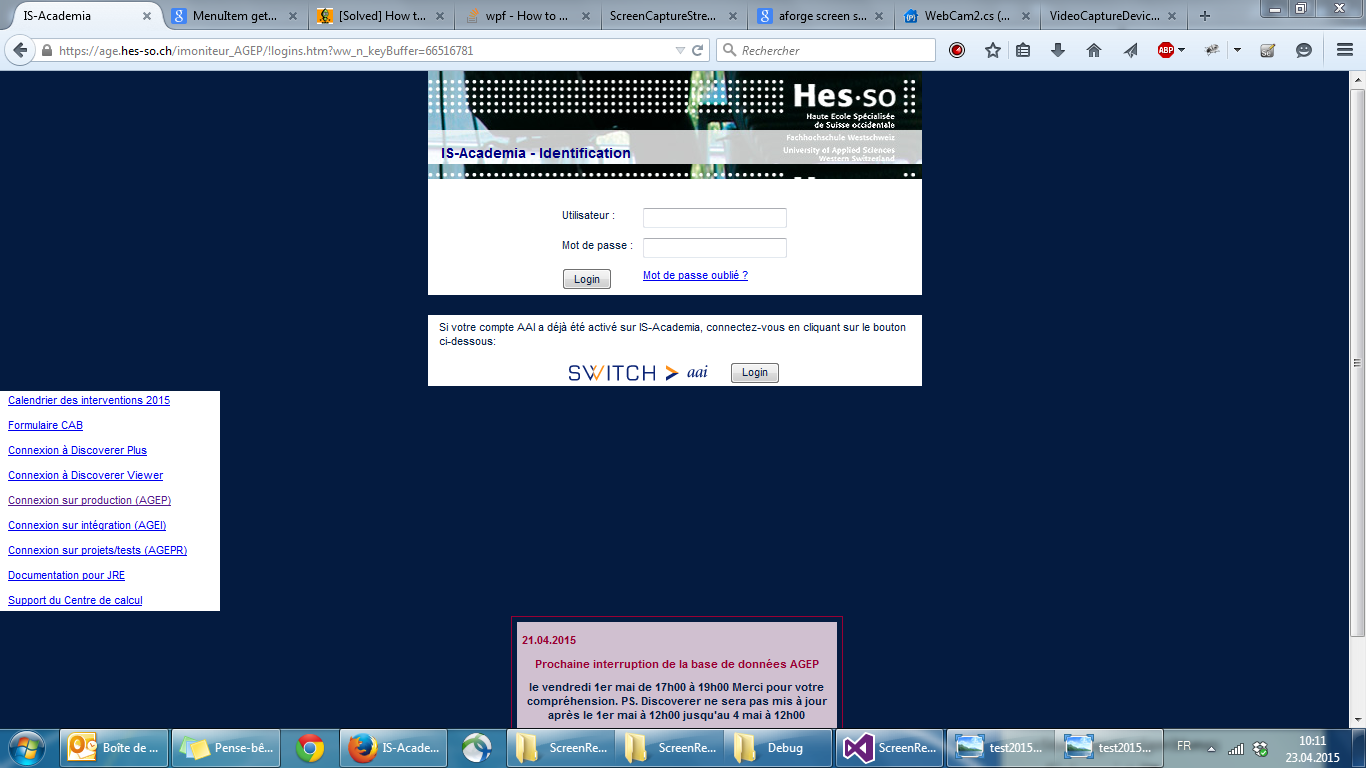 IS-Academia
MenuItem get...
[Solved] How t...
wpf - How to ...
ScreenCaptureStre...
aforge screen s...
WebCam2.cs (...
VideoCaptureDevic...
https://age.hes-so.ch/imoniteur_AGEP/!logins.htm?ww_n_keyBuffer=66516781
Rechercher
ABP
Hes·so
Haute Ecole Spécialisée
de Suisse occidentale
Fachhochschule Westschweiz
University of Applied Sciences
Western Switzerland
IS-Academia - Identification
Utilisateur :
Mot de passe :
Login
Mot de passe oublié ?
Si votre compte AAI a déjà été activé sur IS-Academia, connectez-vous en cliquant sur le bouton
ci-dessous:
SWITCH > aai
Login
Calendrier des interventions 2015
Formulaire CAB
Connexion à Discoverer Plus
Connexion à Discoverer Viewer
Connexion sur production (AGEP)
Connexion sur intégration (AGEI)
Connexion sur projets/tests (AGEPR)
Documentation pour JRE
Support du Centre de calcul
21.04.2015
Prochaine interruption de la base de données AGEP
le vendredi 1er mai de 17h00 à 19h00 Merci pour votre
compréhension. PS. Discoverer ne sera pas mis à jour
après le 1er mai à 12h00 jusqu'au 4 mai à 12h00
Boîte de ...
Pense-bê...
IS-Acade...
ScreenRe...
ScreenRe...
Debug
ScreenRe...
test2015...
test2015...
FR
10:11
23.04.2015